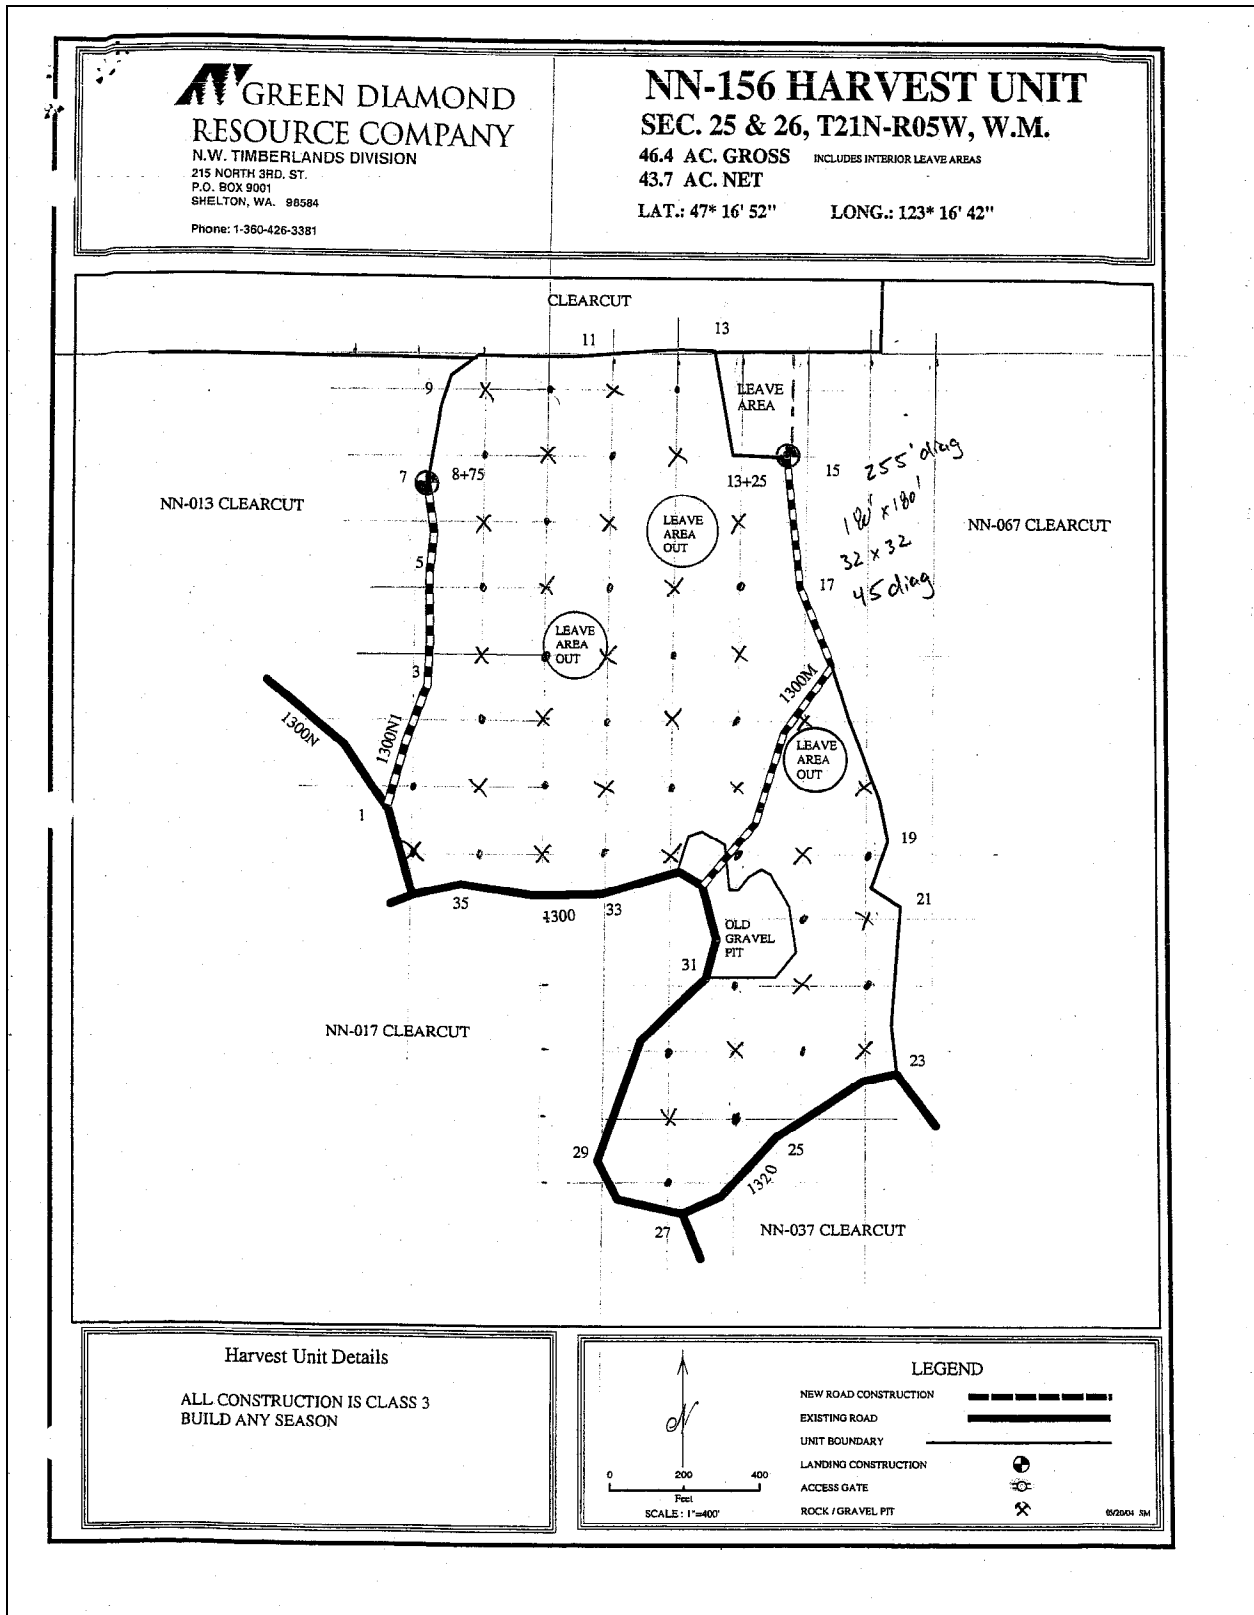 GREEN DIAMOND
RESOURCE COMPANY
N.W. TIMBERLANDS DIVISION
215 NORTH 3RD. ST.
P.O. BOX 9001
SHELTON, WA. 98584
Phone: 1-360-426-3381
NN-156 HARVEST UNIT
SEC. 25 & 26, T21N-R05W, W.M.
46.4 AC. GROSS INCLUDES INTERIOR LEAVE AREAS
43.7 AC. NET
LAT.: 47* 16' 52" LONG.: 123* 16' 42"
CLEARCUT
11
13
9
LEAVE
AREA
7
8+75
13+25
15
255' diag
180' x 180'
32 x 32
45 diag
NN-013 CLEARCUT
LEAVE
AREA
OUT
NN-067 CLEARCUT
5
17
LEAVE
AREA
OUT
3
1300M
1300N
1300N1
LEAVE
AREA
OUT
1
19
35
1300
33
21
OLD
GRAVEL
PIT
31
NN-017 CLEARCUT
23
29
25
1320
27
NN-037 CLEARCUT
Harvest Unit Details
ALL CONSTRUCTION IS CLASS 3
BUILD ANY SEASON
N
0 200 400
Feet
SCALE : 1"=400'
LEGEND
NEW ROAD CONSTRUCTION
EXISTING ROAD
UNIT BOUNDARY
LANDING CONSTRUCTION
ACCESS GATE
ROCK / GRAVEL PIT
05/20/04 SM